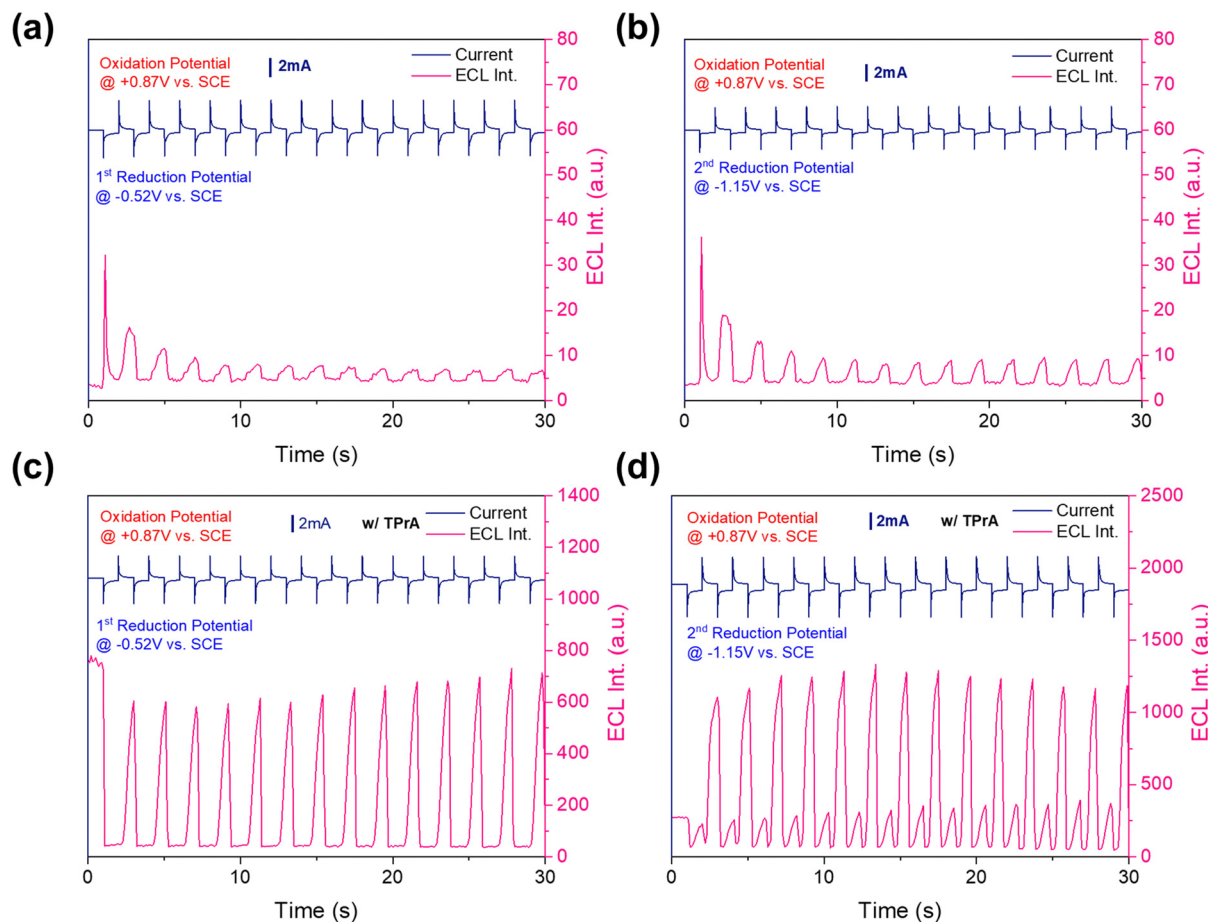 (a)
Oxidation Potential
@ +0.87V vs. SCE
2mA
Current
ECL Int.
1st Reduction Potential
@ -0.52V vs. SCE
80
70
60
50
40
30
20
10
0
ECL Int. (a.u.)
0 10 20 30
Time (s)
(b)
Oxidation Potential
@ +0.87V vs. SCE
2mA
Current
ECL Int.
2nd Reduction Potential
@ -1.15V vs. SCE
80
70
60
50
40
30
20
10
0
ECL Int. (a.u.)
0 10 20 30
Time (s)
(c)
Oxidation Potential
@ +0.87V vs. SCE
2mA
w/ TPrA
Current
ECL Int.
1st Reduction Potential
@ -0.52V vs. SCE
1400
1200
1000
800
600
400
200
0
ECL Int. (a.u.)
0 10 20 30
Time (s)
(d)
Oxidation Potential
@ +0.87V vs. SCE
2mA
w/ TPrA
Current
ECL Int.
2nd Reduction Potential
@ -1.15V vs. SCE
2500
2000
1500
1000
500
0
ECL Int. (a.u.)
0 10 20 30
Time (s)